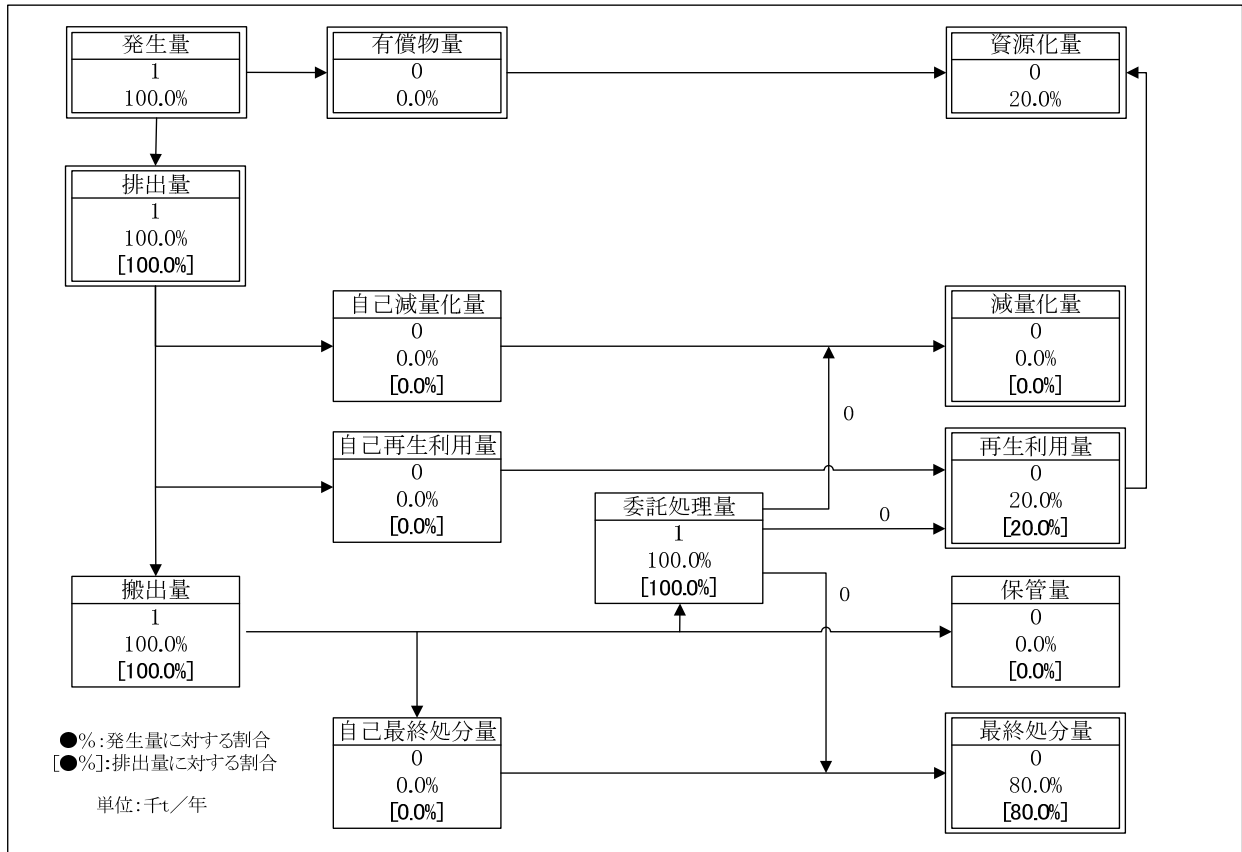 発生量
1
100.0%
有償物量
0
0.0%
資源化量
0
20.0%
排出量
1
100.0%
[100.0%]
自己減量化量
0
0.0%
[0.0%]
減量化量
0
0.0%
[0.0%]
0
自己再生利用量
0
0.0%
[0.0%]
再生利用量
0
20.0%
[20.0%]
委託処理量
1
100.0%
[100.0%]
0
0
搬出量
1
100.0%
[100.0%]
保管量
0
0.0%
[0.0%]
自己最終処分量
0
0.0%
[0.0%]
最終処分量
0
80.0%
[80.0%]
●%:発生量に対する割合
[●%]:排出量に対する割合
単位:千t/年